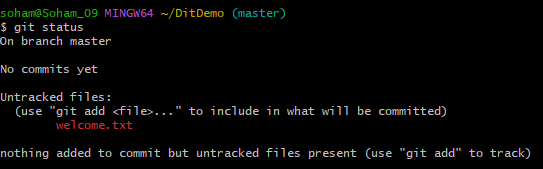 soham@Soham_09 MINGW64 ~/DitDemo (master)
$ git status
On branch master
No commits yet
Untracked files:
(use "git add <file>..." to include in what will be committed)
welcome.txt
nothing added to commit but untracked files present (use "git add" to track)